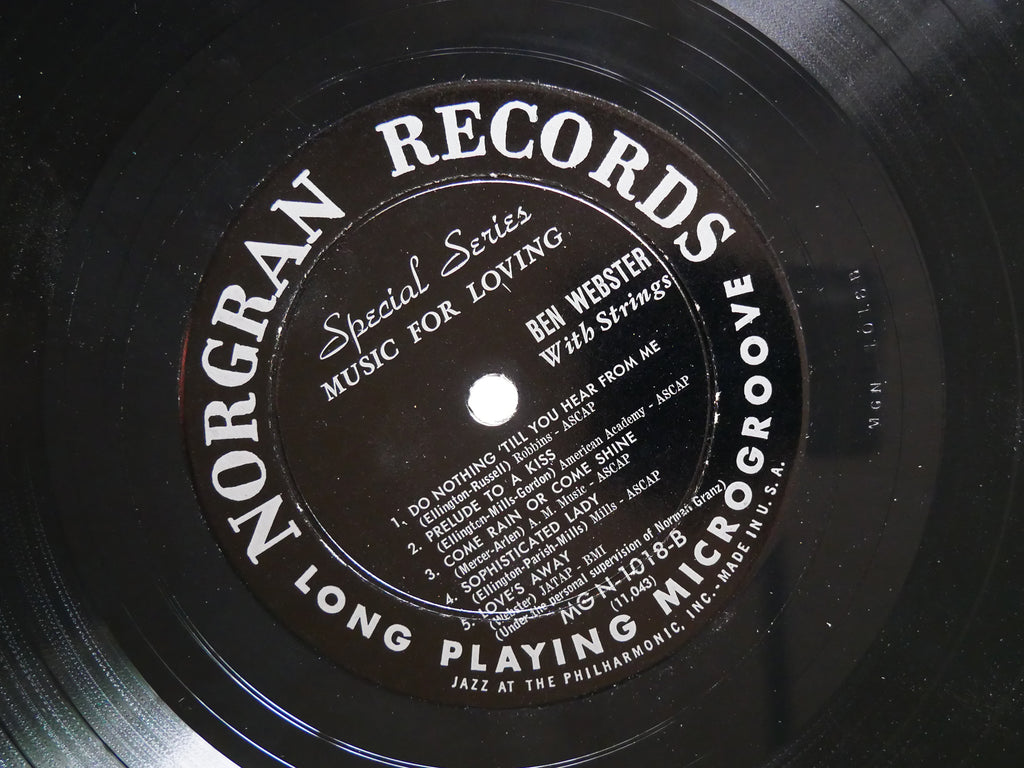 NORGRAN RECORDS
Special Series
MUSIC FOR LOVING
BEN WEBSTER
With Strings
1. DO NOTHING 'TILL YOU HEAR FROM ME
(Ellington-Russell) Robbins - ASCAP
2. PRELUDE TO A KISS
(Ellington-Mills-Gordon) American Academy - ASCAP
3. COME RAIN OR COME SHINE
(Mercer-Arlen) A. M. Music - ASCAP
4. SOPHISTICATED LADY
(Ellington-Parish-Mills) Mills - ASCAP
5. LOVE'S AWAY
(Webster) JATAP - BMI
(Under the personal supervision of Norman Granz)
MG N-1018-B
(11,043)
LONG PLAYING MICROGROOVE
JAZZ AT THE PHILHARMONIC, INC. - MADE IN U. S. A.
MGN 1018B